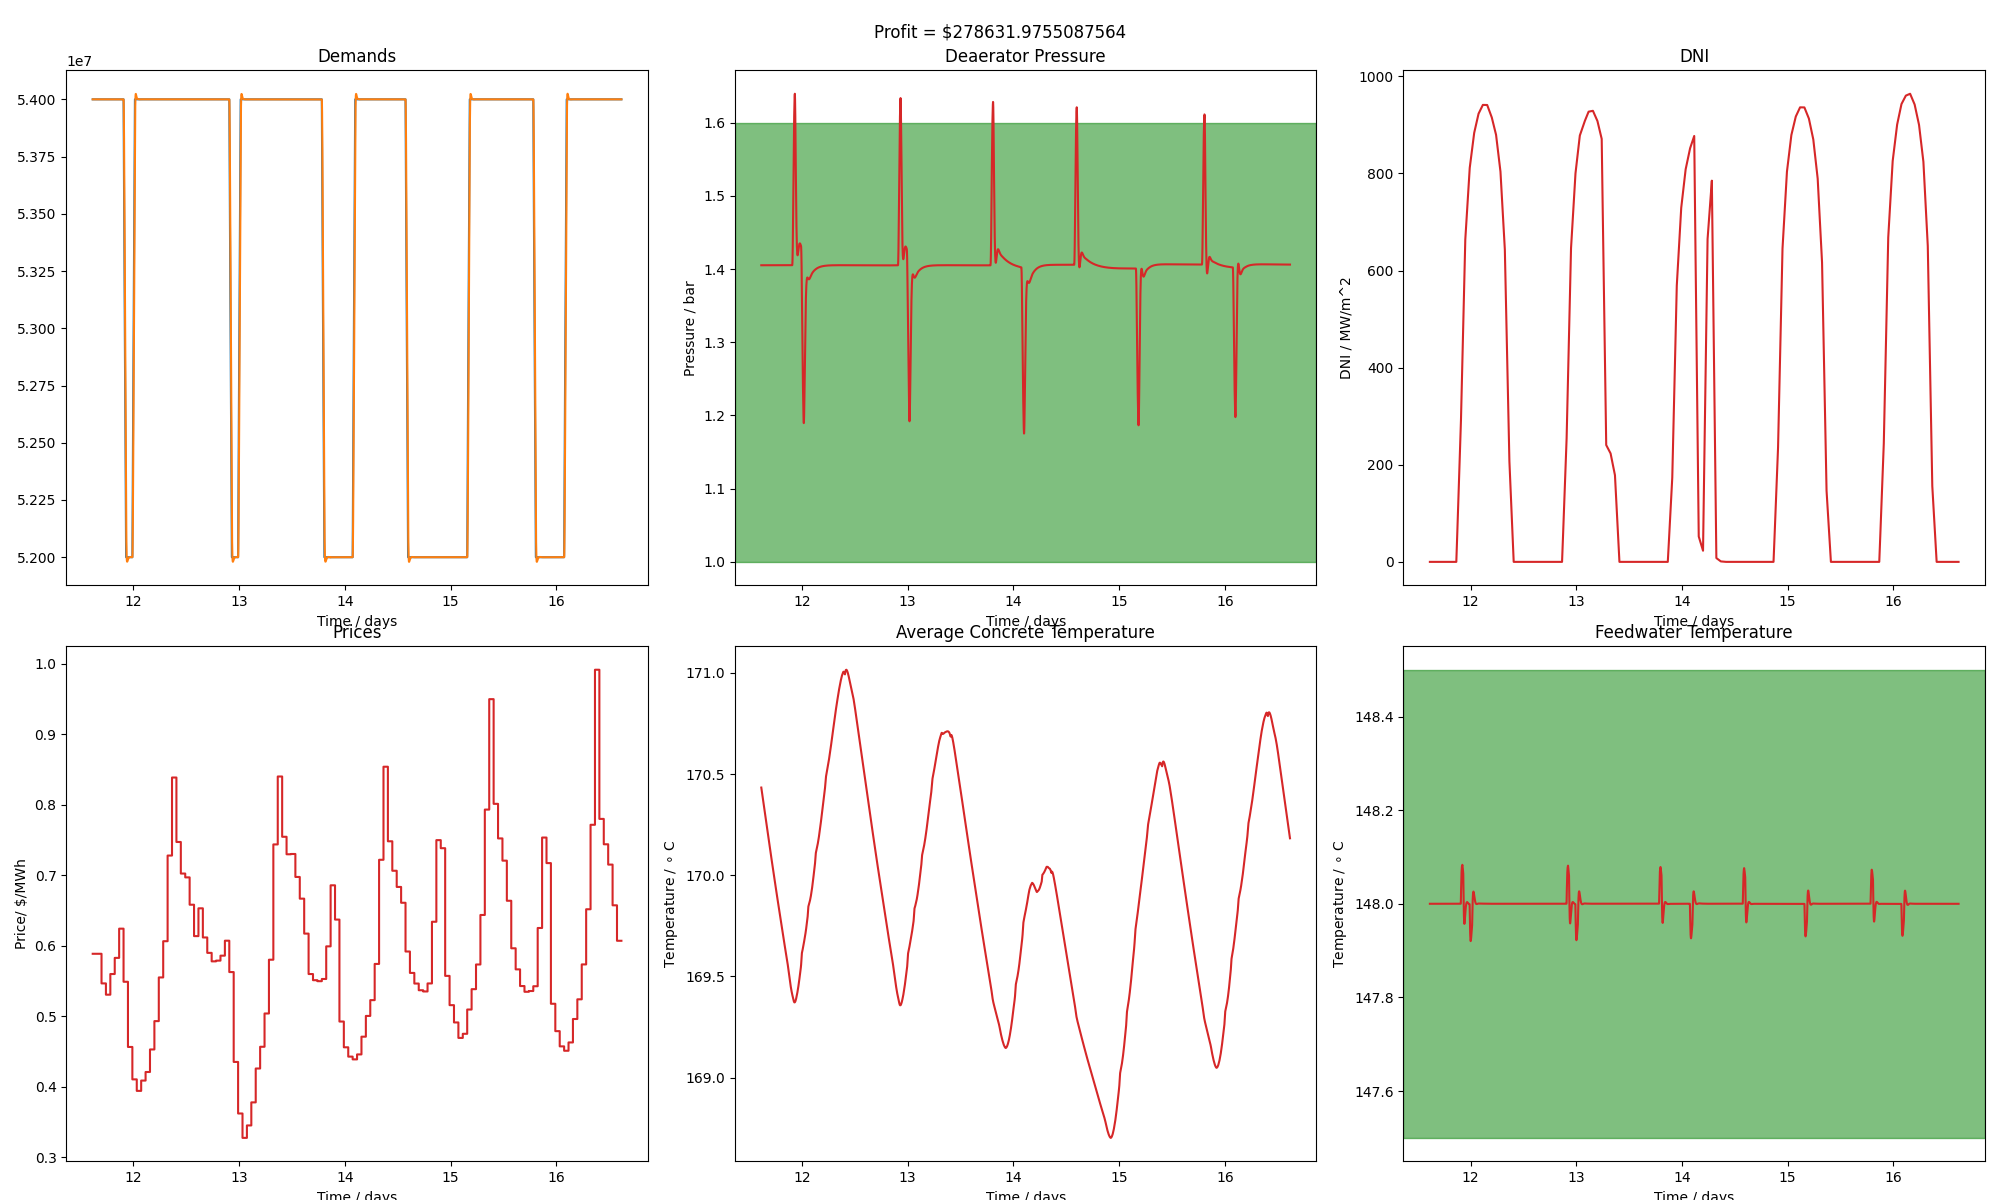 Profit = $278631.9755087564
Demands
1e7
5.400
5.375
5.350
5.325
5.300
5.275
5.250
5.225
5.200
12 13 14 15 16
Time / days
Deaerator Pressure
Pressure / bar
1.6
1.5
1.4
1.3
1.2
1.1
1.0
12 13 14 15 16
Time / days
DNI
DNI / MW/m^2
1000
800
600
400
200
0
12 13 14 15 16
Time / days
Prices
Price/ $/MWh
1.0
0.9
0.8
0.7
0.6
0.5
0.4
0.3
12 13 14 15 16
Time / days
Average Concrete Temperature
Temperature / ∘ C
171.0
170.5
170.0
169.5
169.0
12 13 14 15 16
Time / days
Feedwater Temperature
Temperature / ∘ C
148.4
148.2
148.0
147.8
147.6
12 13 14 15 16
Time / days